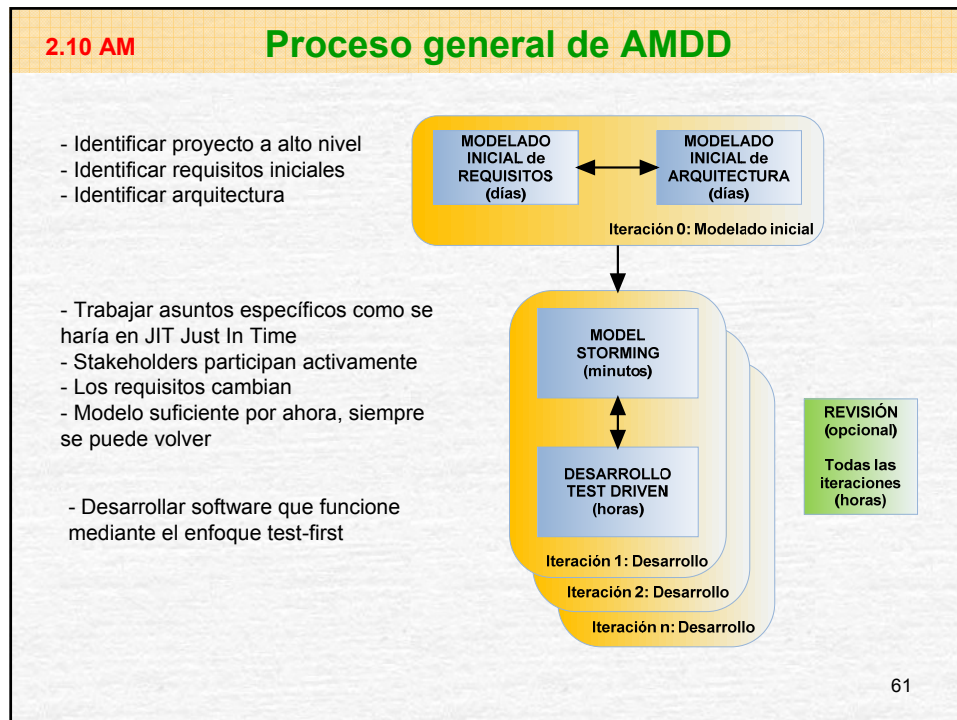 2.10 AM
Proceso general de AMDD
- Identificar proyecto a alto nivel
- Identificar requisitos iniciales
- Identificar arquitectura
MODELADO
INICIAL de
REQUISITOS
(días)
MODELADO
INICIAL de
ARQUITECTURA
(días)
Iteración 0: Modelado inicial
- Trabajar asuntos específicos como se
haría en JIT Just In Time
- Stakeholders participan activamente
- Los requisitos cambian
- Modelo suficiente por ahora, siempre
se puede volver
- Desarrollar software que funcione
mediante el enfoque test-first
MODEL
STORMING
(minutos)
DESARROLLO
TEST DRIVEN
(horas)
Iteración 1: Desarrollo
Iteración 2: Desarrollo
Iteración n: Desarrollo
REVISIÓN
(opcional)
Todas las
iteraciones
(horas)
61